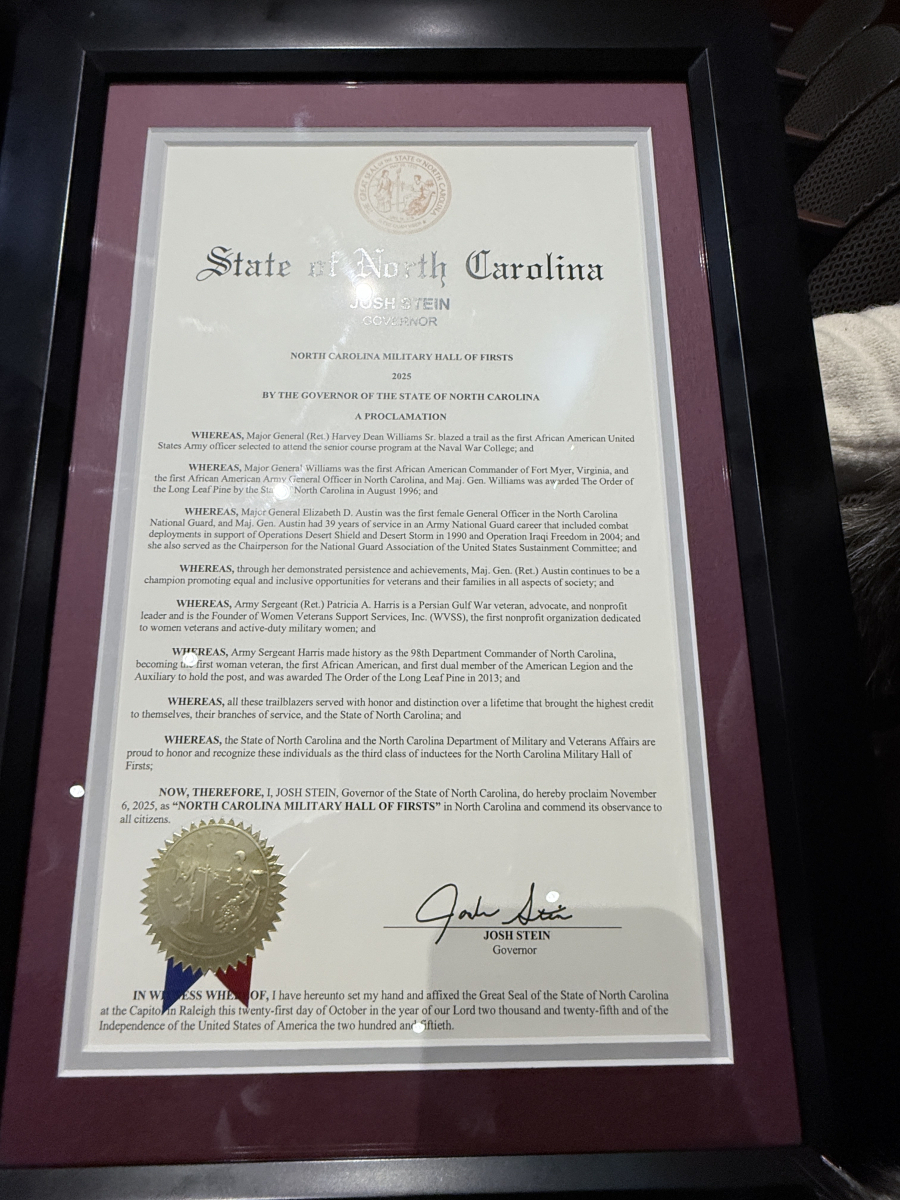 THE GREAT SEAL OF THE STATE OF NORTH CAROLINA
State of North Carolina
JOSH STEIN
GOVERNOR
NORTH CAROLINA MILITARY HALL OF FIRSTS
2025
BY THE GOVERNOR OF THE STATE OF NORTH CAROLINA
A PROCLAMATION
WHEREAS, Major General (Ret.) Harvey Dean Williams Sr. blazed a trail as the first African American United
States Army officer selected to attend the senior course program at the Naval War College; and
WHEREAS, Major General Williams was the first African American Commander of Fort Myer, Virginia, and
the first African American Army General Officer in North Carolina, and Maj. Gen. Williams was awarded The Order of
the Long Leaf Pine by the State of North Carolina in August 1996; and
WHEREAS, Major General Elizabeth D. Austin was the first female General Officer in the North Carolina
National Guard, and Maj. Gen. Austin had 39 years of service in an Army National Guard career that included combat
deployments in support of Operations Desert Shield and Desert Storm in 1990 and Operation Iraqi Freedom in 2004; and
she also served as the Chairperson for the National Guard Association of the United States Sustainment Committee; and
WHEREAS, through her demonstrated persistence and achievements, Maj. Gen. (Ret.) Austin continues to be a
champion promoting equal and inclusive opportunities for veterans and their families in all aspects of society; and
WHEREAS, Army Sergeant (Ret.) Patricia A. Harris is a Persian Gulf War veteran, advocate, and nonprofit
leader and is the Founder of Women Veterans Support Services, Inc. (WVSS), the first nonprofit organization dedicated
to women veterans and active-duty military women; and
WHEREAS, Army Sergeant Harris made history as the 98th Department Commander of North Carolina,
becoming the first woman veteran, the first African American, and first dual member of the American Legion and the
Auxiliary to hold the post, and was awarded The Order of the Long Leaf Pine in 2013; and
WHEREAS, all these trailblazers served with honor and distinction over a lifetime that brought the highest credit
to themselves, their branches of service, and the State of North Carolina; and
WHEREAS, the State of North Carolina and the North Carolina Department of Military and Veterans Affairs are
proud to honor and recognize these individuals as the third class of inductees for the North Carolina Military Hall of
Firsts;
NOW, THEREFORE, I, JOSH STEIN, Governor of the State of North Carolina, do hereby proclaim November
6, 2025, as “NORTH CAROLINA MILITARY HALL OF FIRSTS” in North Carolina and commend its observance to
all citizens.
Josh Stein
JOSH STEIN
Governor
IN WITNESS WHEREOF, I have hereunto set my hand and affixed the Great Seal of the State of North Carolina
at the Capitol in Raleigh this twenty-first day of October in the year of our Lord two thousand and twenty-fifth and of the
Independence of the United States of America the two hundred and fiftieth.